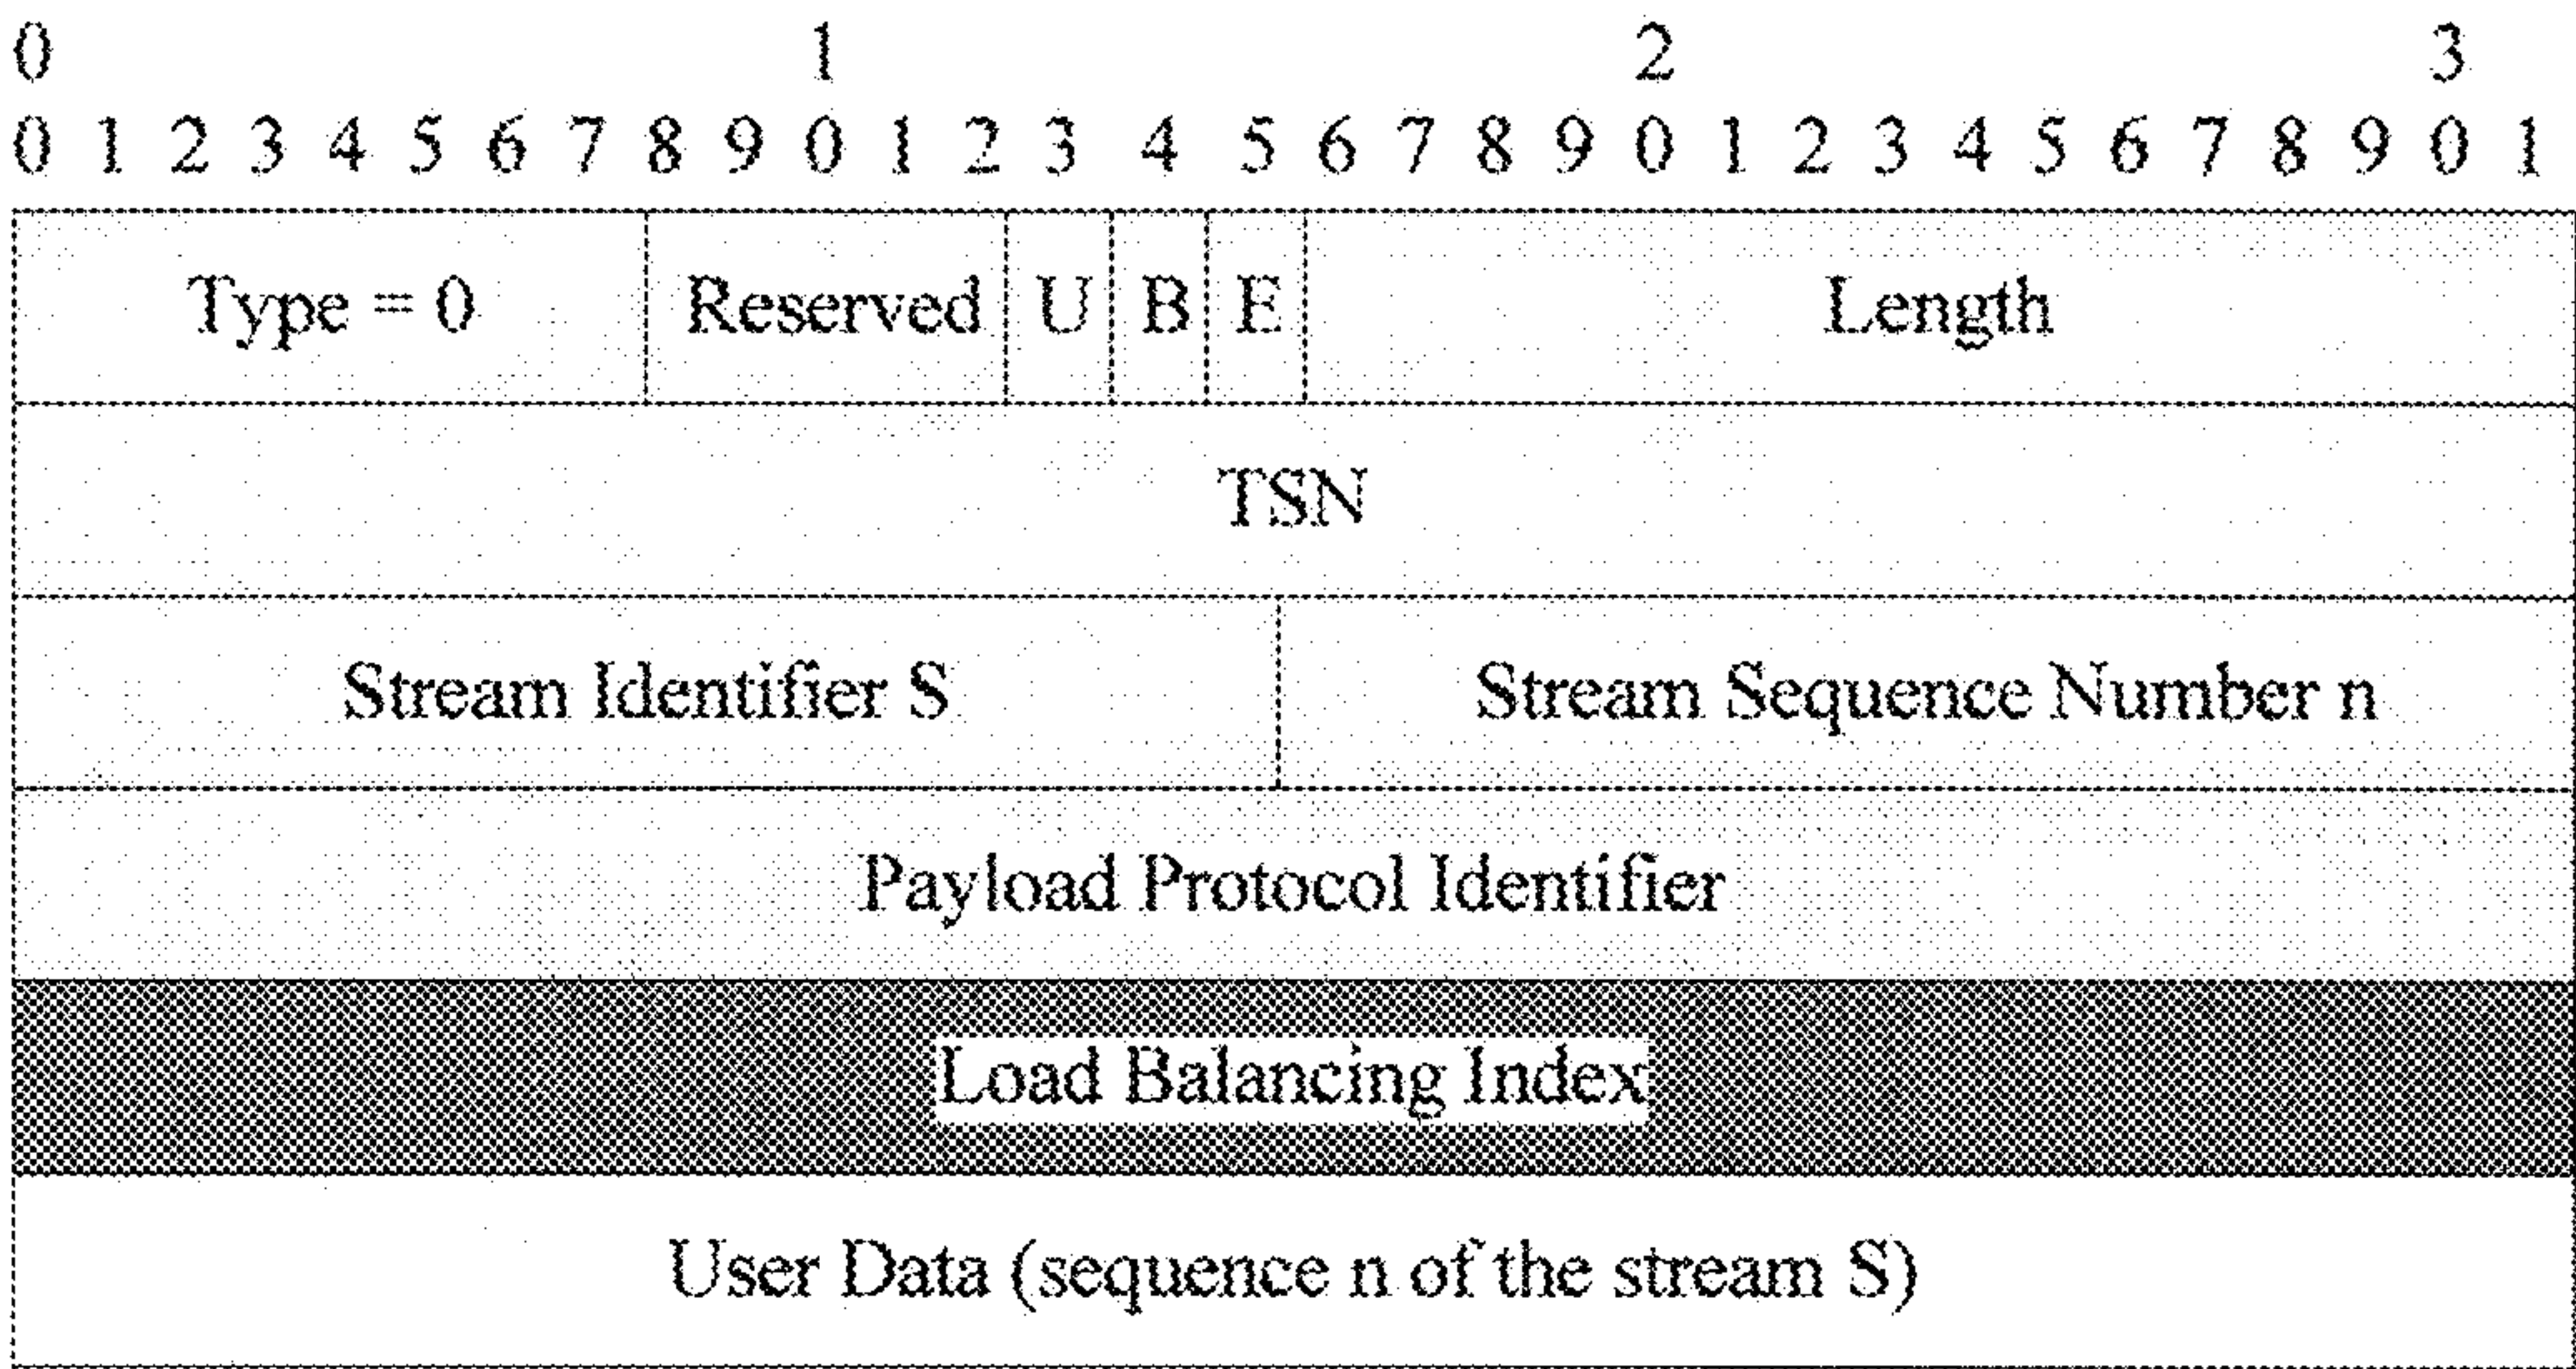 0 1 2 3
0 1 2 3 4 5 6 7 8 9 0 1 2 3 4 5 6 7 8 9 0 1 2 3 4 5 6 7 8 9 0 1
Type = 0 Reserved U B E Length
TSN
Stream Identifier S Stream Sequence Number n
Payload Protocol Identifier
Load Balancing Index
User Data (sequence n of the stream S)